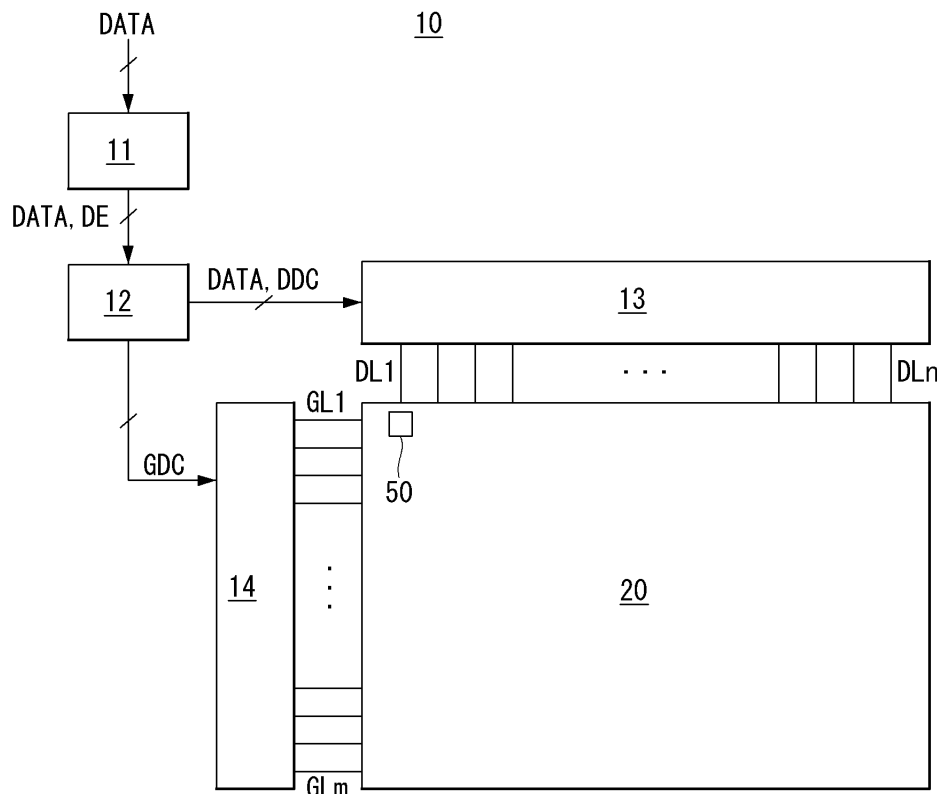 DATA
10
11
DATA, DE
12
DATA, DDC
13
DL1
. . .
DLn
GL1
50
GDC
14
20
GLm